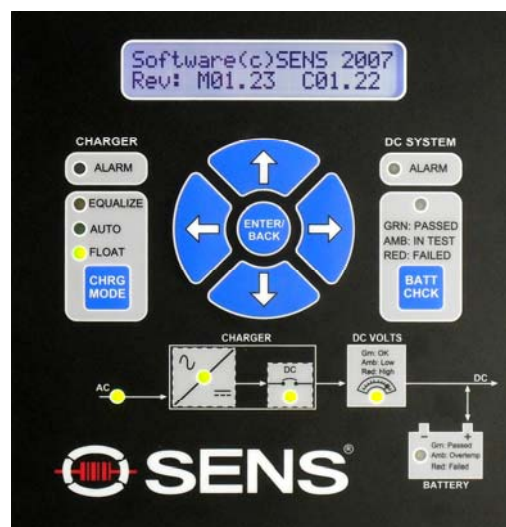 Software(c)SENS 2007
Rev: M01.23 C01.22
CHARGER
DC SYSTEM
ALARM
ALARM
EQUALIZE
AUTO
FLOAT
CHRG
MODE
ENTER/
BACK
GRN: PASSED
AMB: IN TEST
RED: FAILED
BATT
CHCK
CHARGER
DC VOLTS
Grn: OK
Amb: Low
Red: High
DC
AC
DC
SENS®
- +
Grn: Passed
Amb: Overtemp
Red: Failed
BATTERY